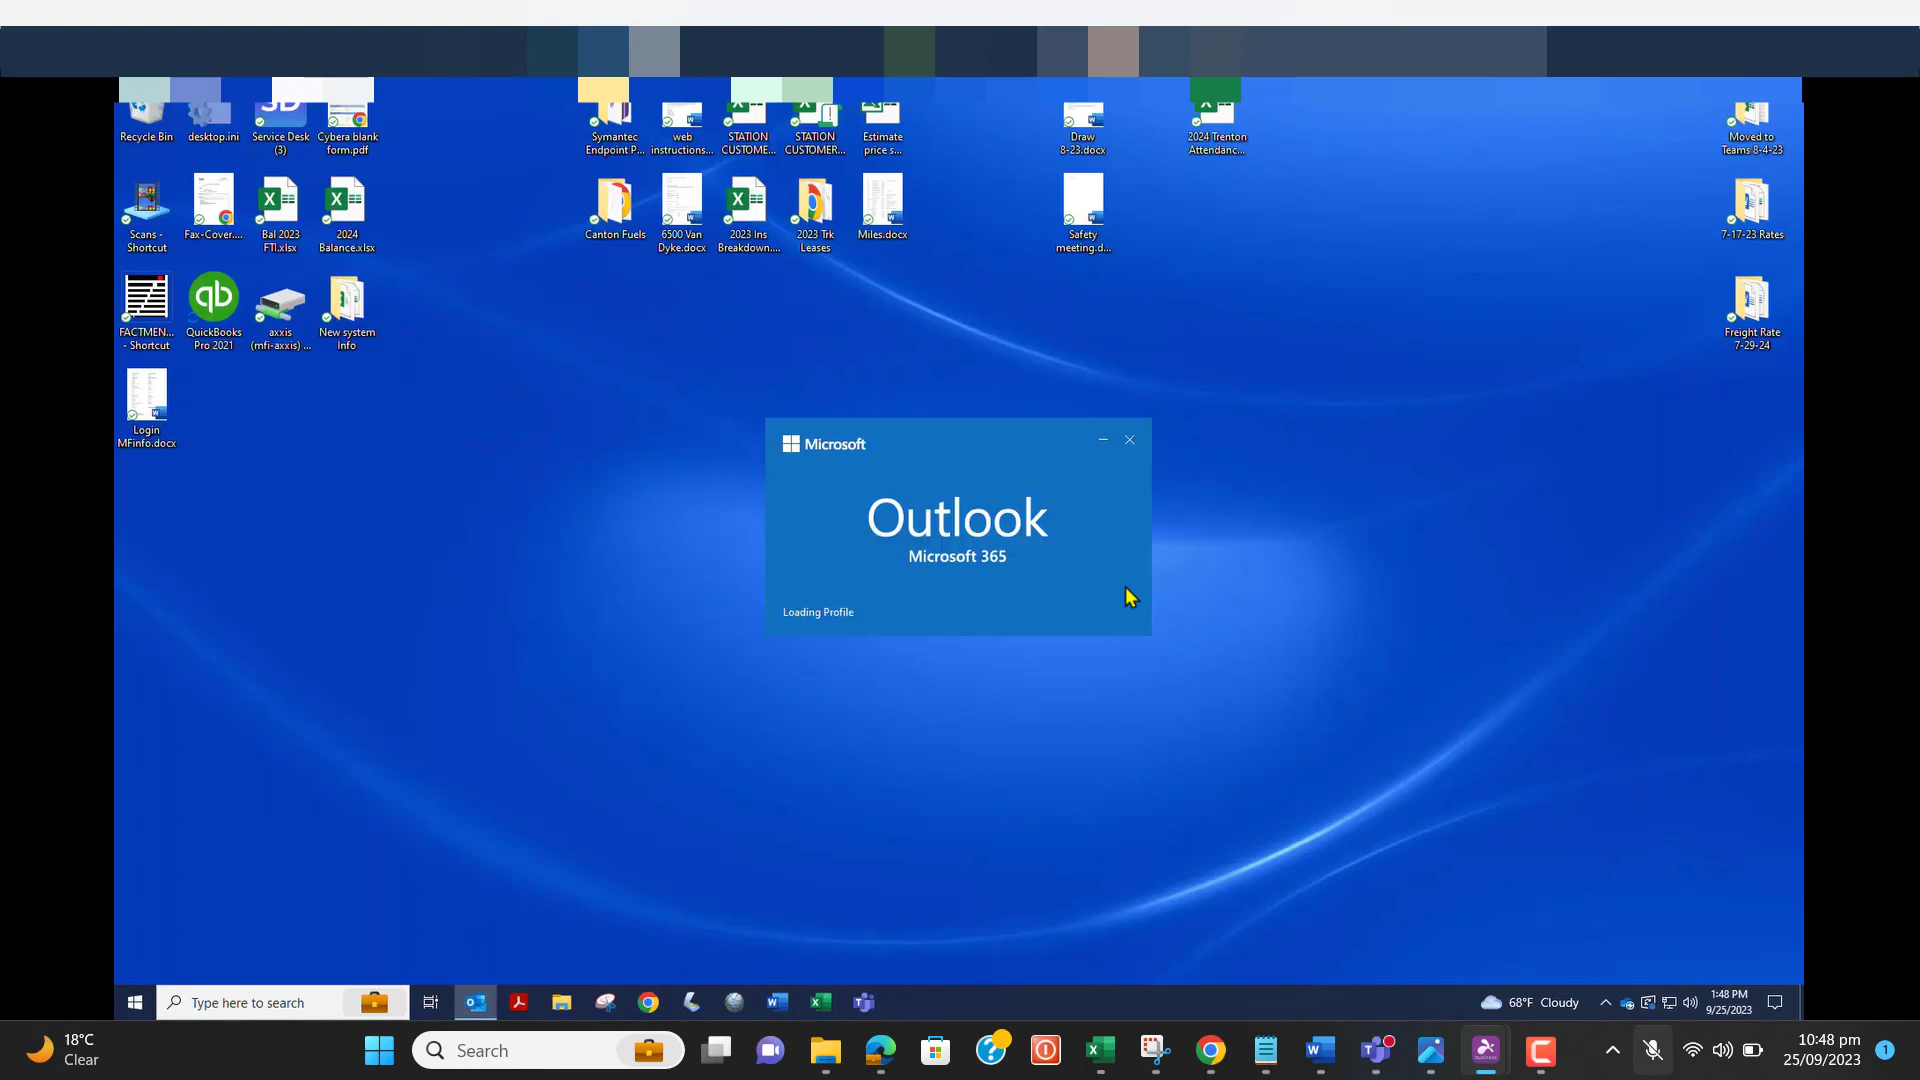 Recycle Bin
desktop.ini
Service Desk
(3)
Cybera blank
form.pdf
Symantec
Endpoint P...
web
instructions...
STATION
CUSTOME...
STATION
CUSTOMER...
Estimate
price s...
Draw
8-23.docx
2024 Trenton
Attendanc...
Moved to
Teams 8-4-23
Scans -
Shortcut
Fax-Cover....
Bal 2023
FTI.xlsx
2024
Balance.xlsx
Canton Fuels
6500 Van
Dyke.docx
2023 Ins
Breakdown....
2023 Trk
Leases
Miles.docx
Safety
meeting.d...
7-17-23 Rates
FACTMEN...
- Shortcut
qb
QuickBooks
Pro 2021
axxis
(mfi-axxis) ...
New system
Info
Freight Rate
7-29-24
Login
MFinfo.docx
Microsoft
Outlook
Microsoft 365
Loading Profile
Type here to search
68°F Cloudy
1:48 PM
9/25/2023
18°C
Clear
Search
10:48 pm
25/09/2023
1